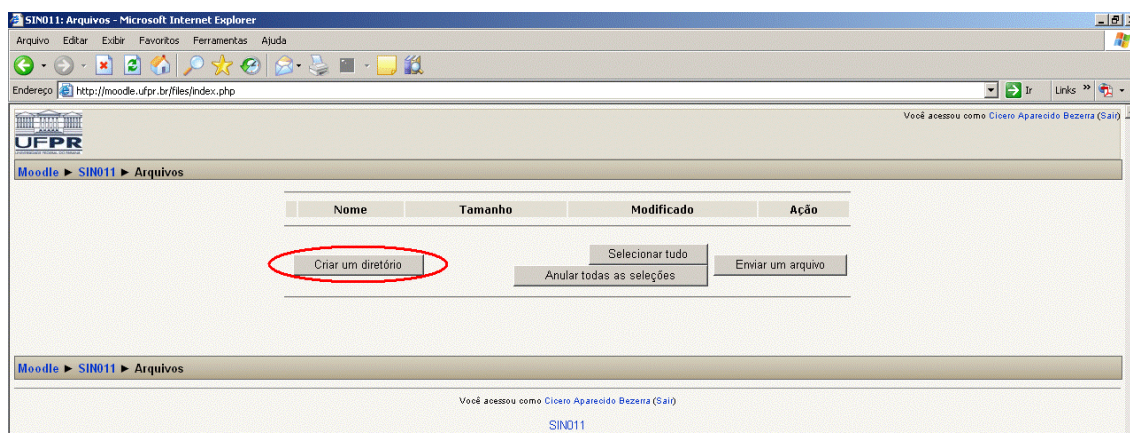 SIN011: Arquivos - Microsoft Internet Explorer
Arquivo Editar Exibir Favoritos Ferramentas Ajuda
Endereço http://moodle.ufpr.br/files/index.php Ir Links »
UFPR
Você acessou como Cicero Aparecido Bezerra (Sair)
Moodle ► SIN011 ► Arquivos
Nome Tamanho Modificado Ação
Criar um diretório
Selecionar tudo
Anular todas as seleções
Enviar um arquivo
Moodle ► SIN011 ► Arquivos
Você acessou como Cicero Aparecido Bezerra (Sair)
SIN011